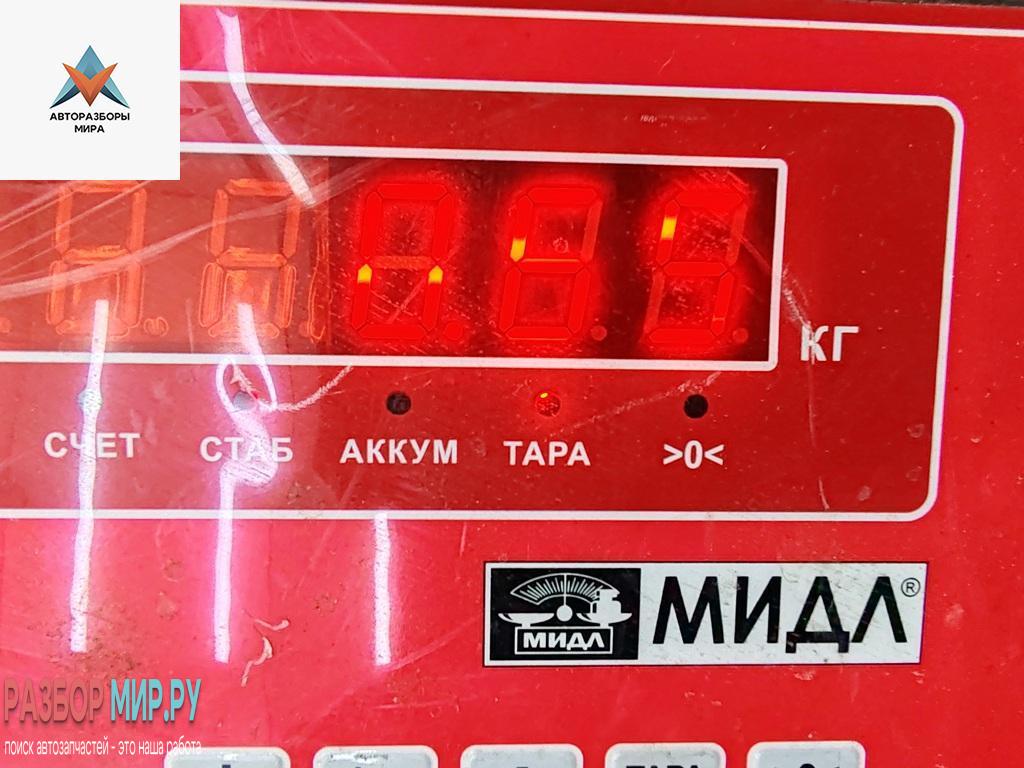 АВТОРАЗБОРЫ
МИРА
КГ
СЧЕТ СТАБ АККУМ ТАРА >0<
МИДЛ МИДЛ®
РАЗБОР МИР.РУ
поиск автозапчастей - это наша работа
ТАРА >0<